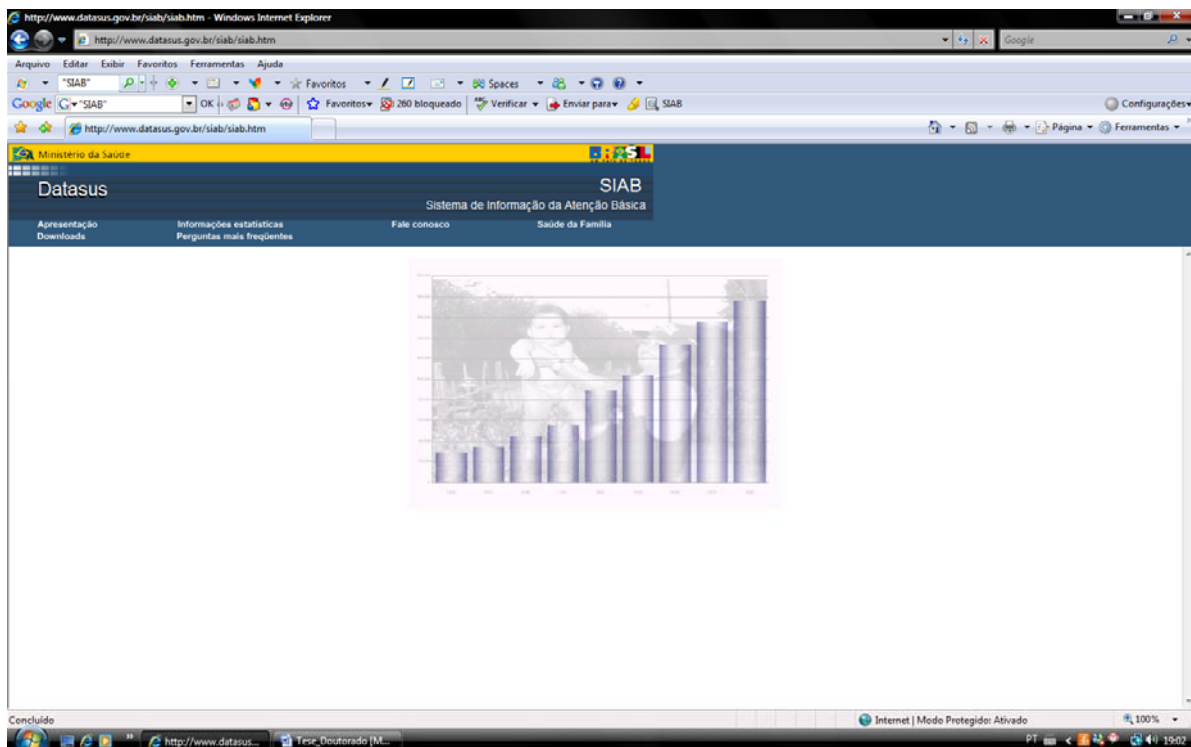 http://www.datasus.gov.br/siab/siab.htm - Windows Internet Explorer
http://www.datasus.gov.br/siab/siab.htm Google
Arquivo Editar Exibir Favoritos Ferramentas Ajuda
"SIAB" Favoritos Spaces
Google "SIAB" OK Favoritos 260 bloqueado Verificar Enviar para SIAB Configurações
http://www.datasus.gov.br/siab/siab.htm Página Ferramentas
Ministério da Saúde BRASIL
Datasus SIAB
Sistema de Informação da Atenção Básica
Apresentação Informações estatísticas Fale conosco Saúde da Família
Downloads Perguntas mais freqüentes
Concluído Internet | Modo Protegido: Ativado 100%
http://www.datasus... Tese_Doutorado [M... PT 19:02